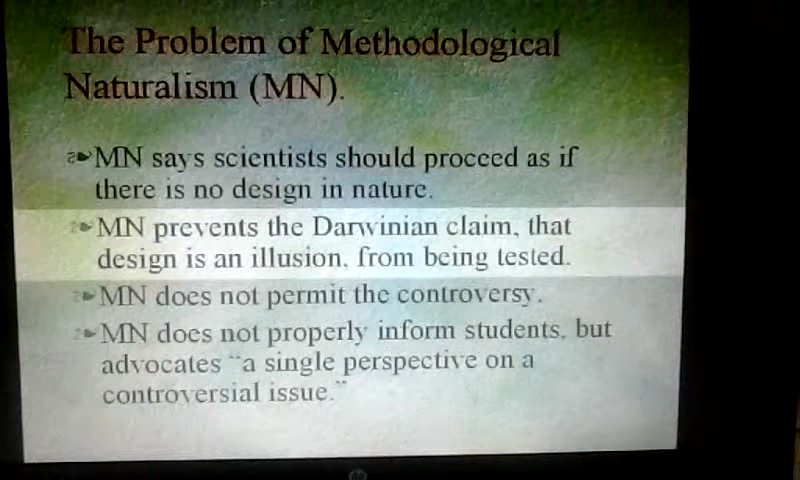 The Problem of Methodological
Naturalism (MN).
MN says scientists should proceed as if
there is no design in nature.
MN prevents the Darwinian claim, that
design is an illusion, from being tested.
MN does not permit the controversy.
MN does not properly inform students, but
advocates "a single perspective on a
controversial issue."